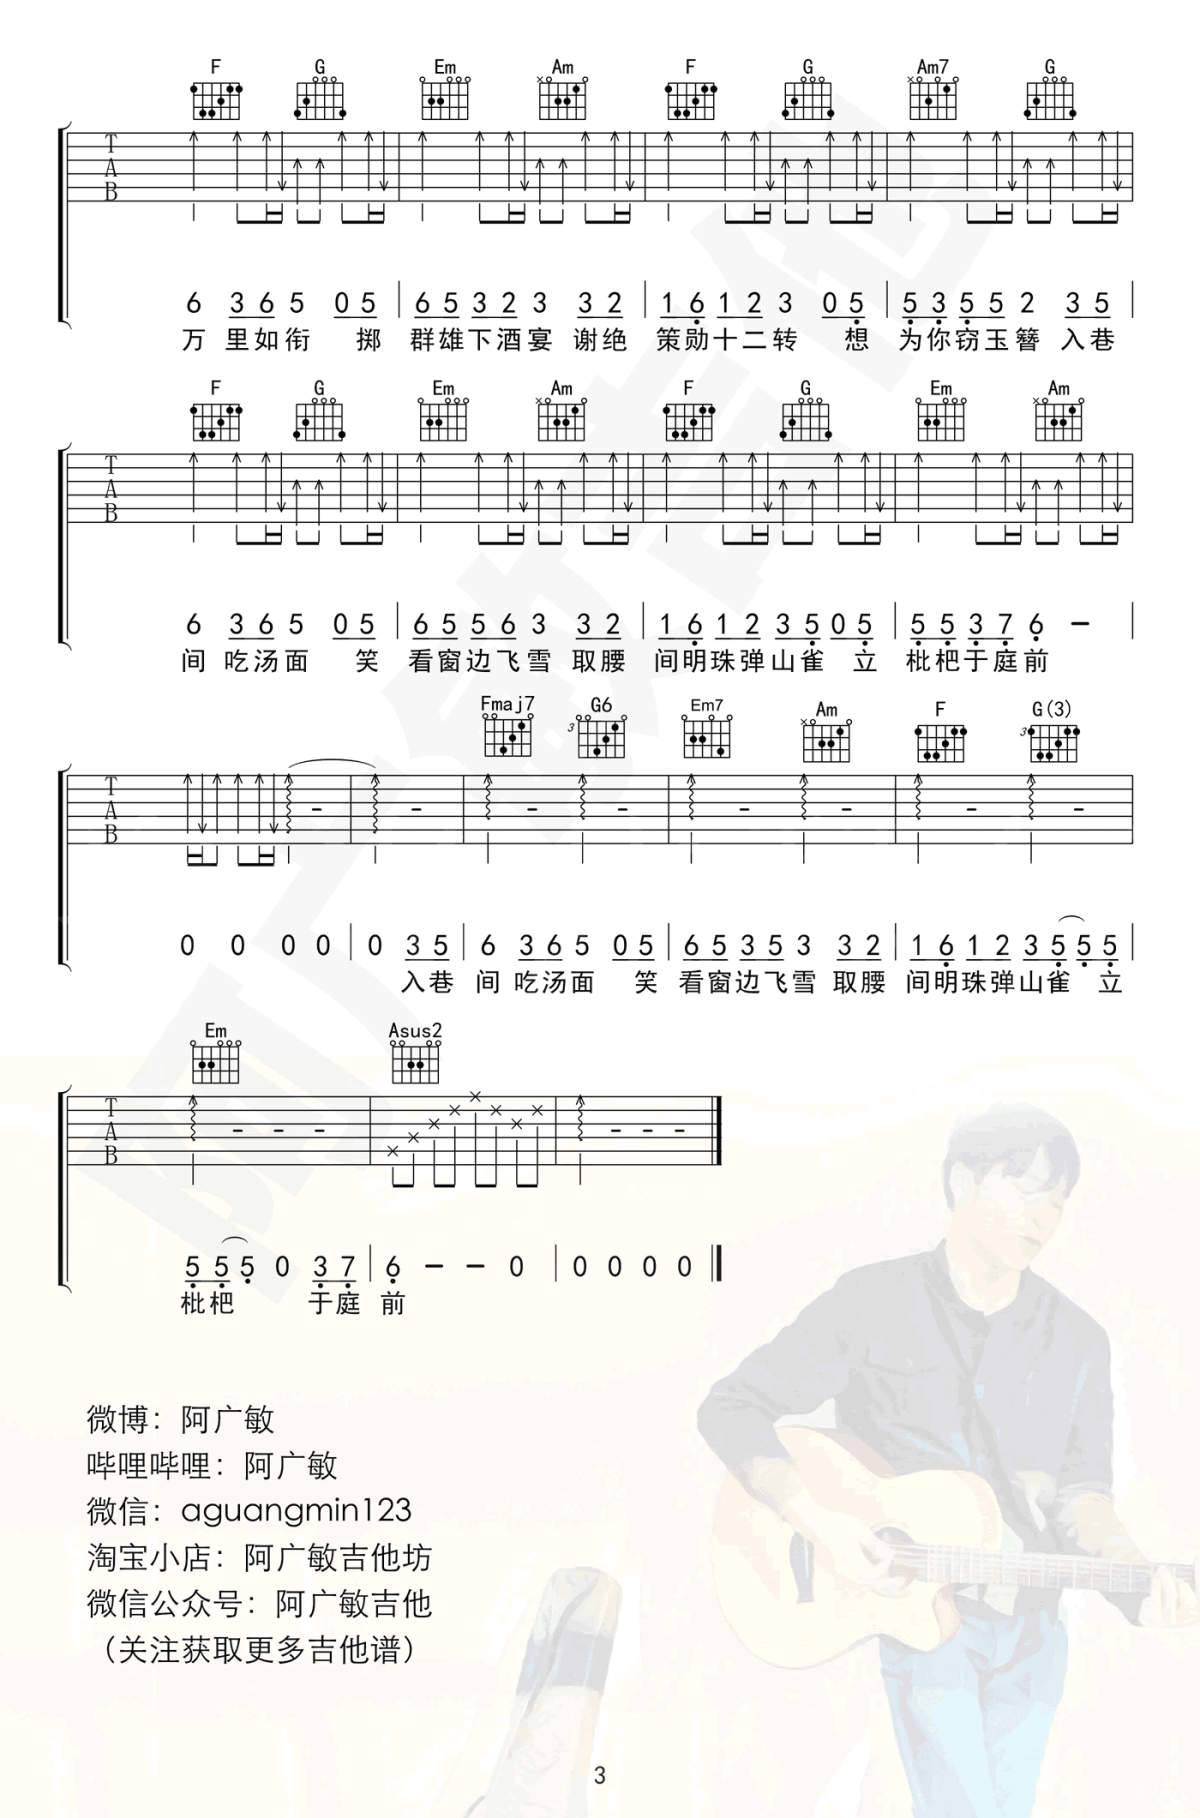 F G Em Am F G Am7 G
T
A
B
6 3 6 5 0 5 6 5 3 2 3 3 2 1 6 1 2 3 0 5 5 3 5 5 2 3 5
万 里如衔 掷 群雄下酒宴 谢绝 策勋十二转 想 为你窃玉簪 入巷
F G Em Am F G Em Am
T
A
B
6 3 6 5 0 5 6 5 5 6 3 3 2 1 6 1 2 3 5 0 5 5 5 3 7 6 –
间 吃汤面 笑 看窗边飞雪 取腰 间明珠弹山雀 立 枇杷于庭前
Fmaj7 G6 Em7 Am F G(3)
3 3
T
A
B
0 0 0 0 0 3 5 6 3 6 5 0 5 6 5 3 5 3 3 2 1 6 1 2 3 5 5 5
入巷 间 吃汤面 笑 看窗边飞雪 取腰 间明珠弹山雀 立
Em Asus2
T
A
B
5 5 5 0 3 7 6 – – 0 0 0 0 0
枇杷 于庭 前
微博：阿广敏
哔哩哔哩：阿广敏
微信：aguangmin123
淘宝小店：阿广敏吉他坊
微信公众号：阿广敏吉他
（关注获取更多吉他谱）
3
阿广敏吉他